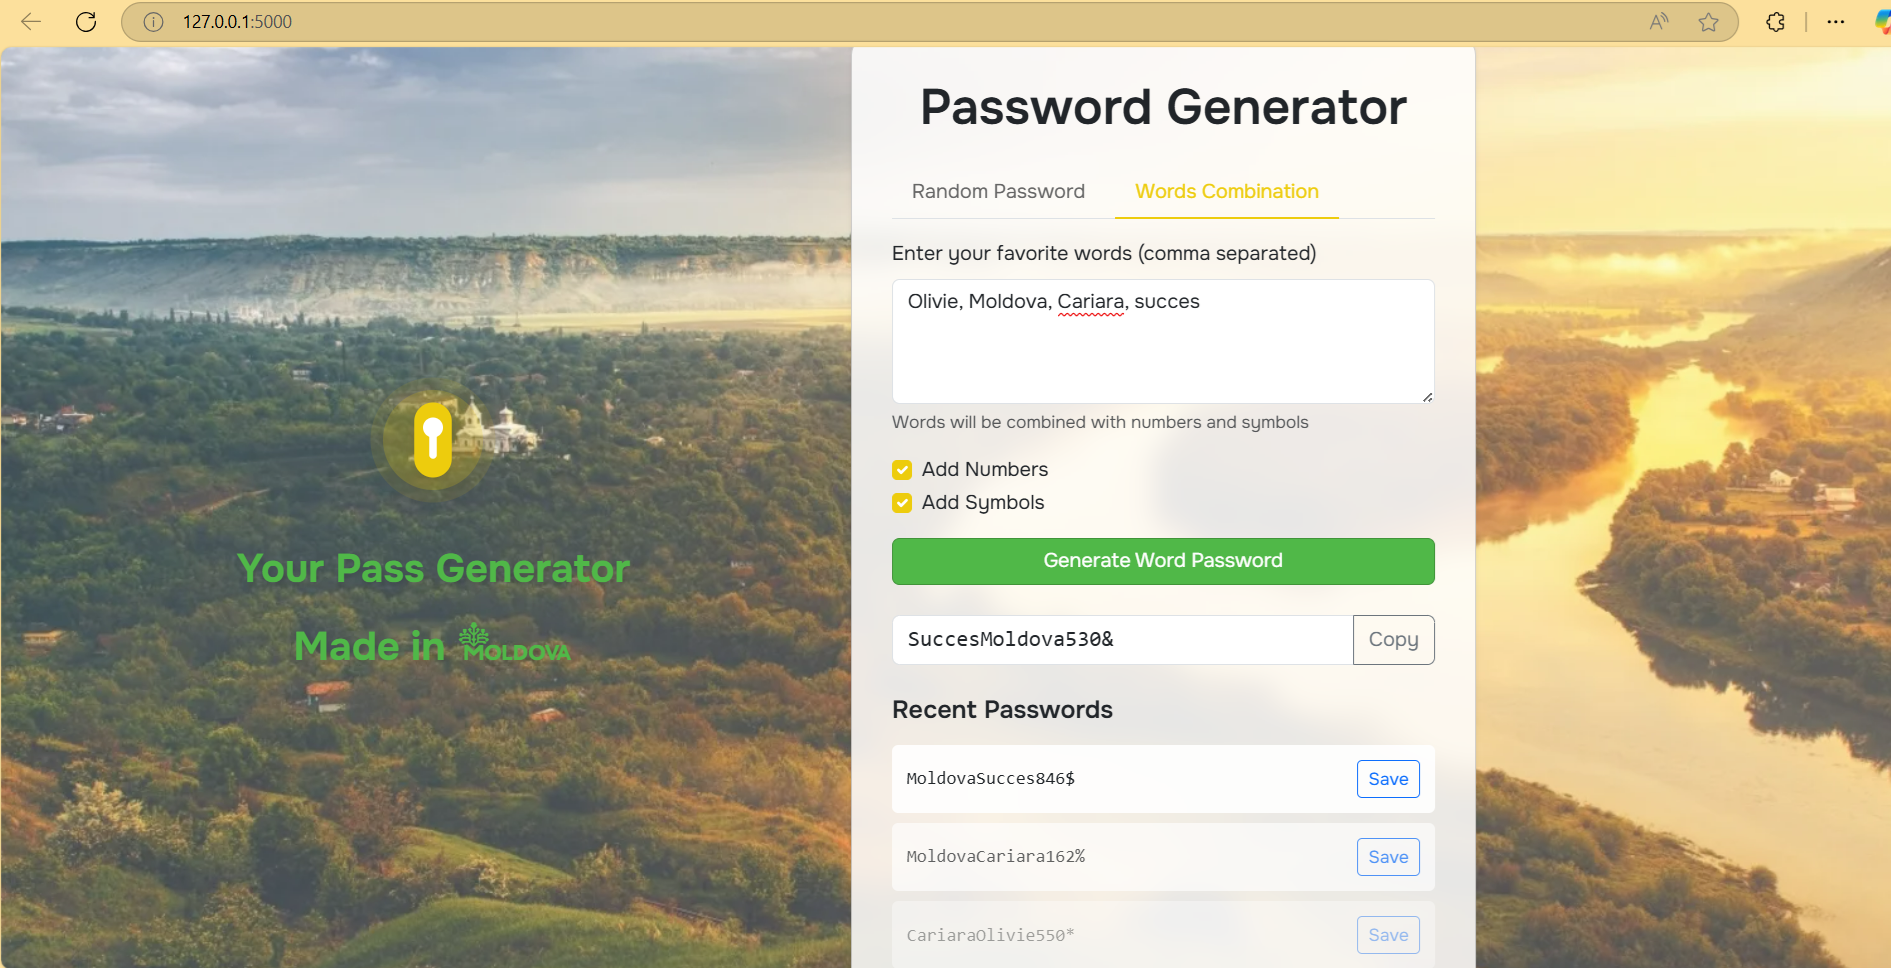 127.0.0.1:5000
Password Generator
Random Password
Words Combination
Enter your favorite words (comma separated)
Olivie, Moldova, Cariara, succes
Words will be combined with numbers and symbols
Add Numbers
Add Symbols
Generate Word Password
SuccesMoldova530&
Copy
Recent Passwords
MoldovaSucces846$
Save
MoldovaCariara162%
Save
CariaraOlivie550*
Save
Your Pass Generator
Made in MOLDOVA